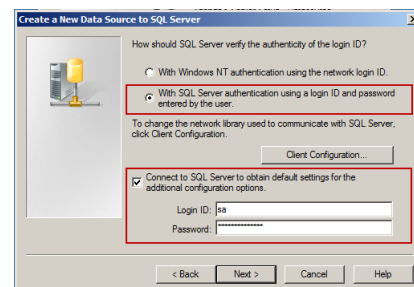 Create a New Data Source to SQL Server
How should SQL Server verify the authenticity of the login ID?
With Windows NT authentication using the network login ID.
With SQL Server authentication using a login ID and password
entered by the user.
To change the network library used to communicate with SQL Server,
click Client Configuration.
Client Configuration...
Connect to SQL Server to obtain default settings for the
additional configuration options.
Login ID: sa
Password: **************
< Back Next > Cancel Help